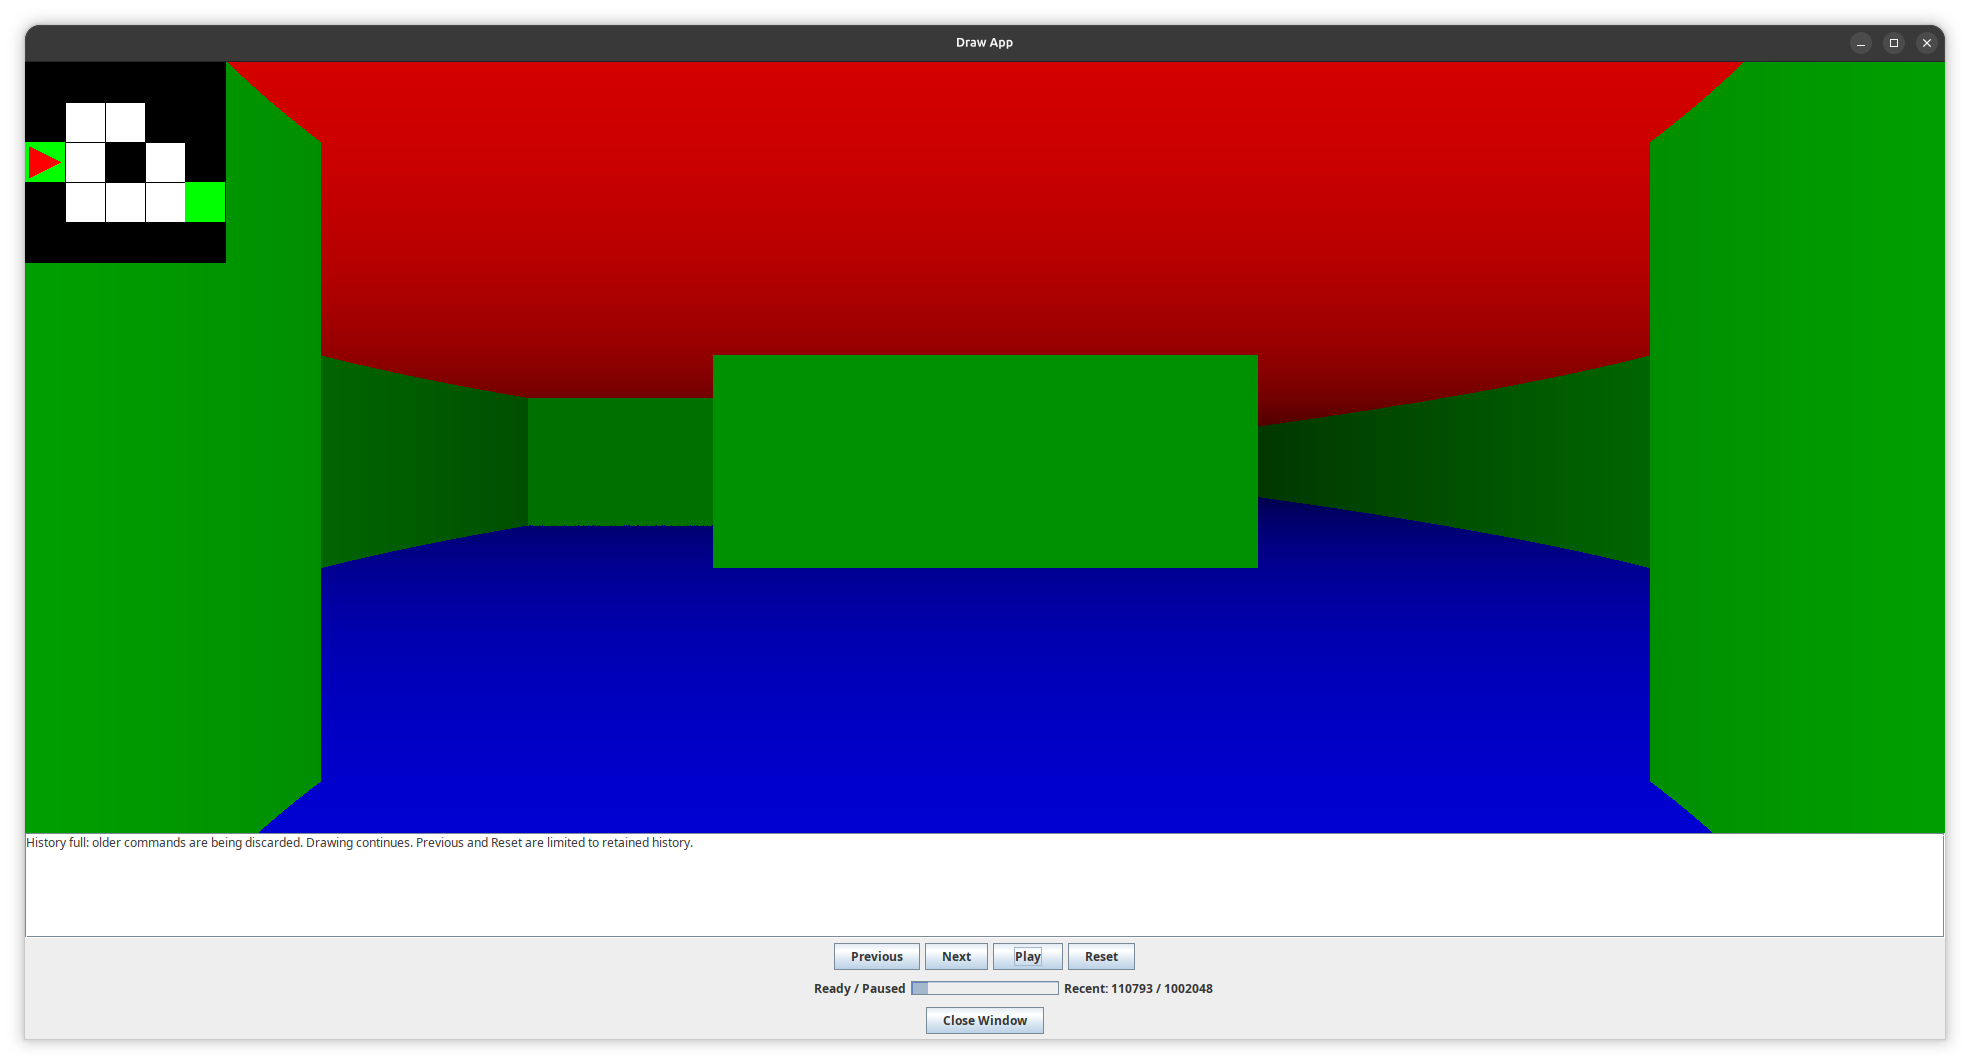 Draw App
History full: older commands are being discarded. Drawing continues. Previous and Reset are limited to retained history.
Previous Next Play Reset
Ready / Paused Recent: 110793 / 1002048
Close Window